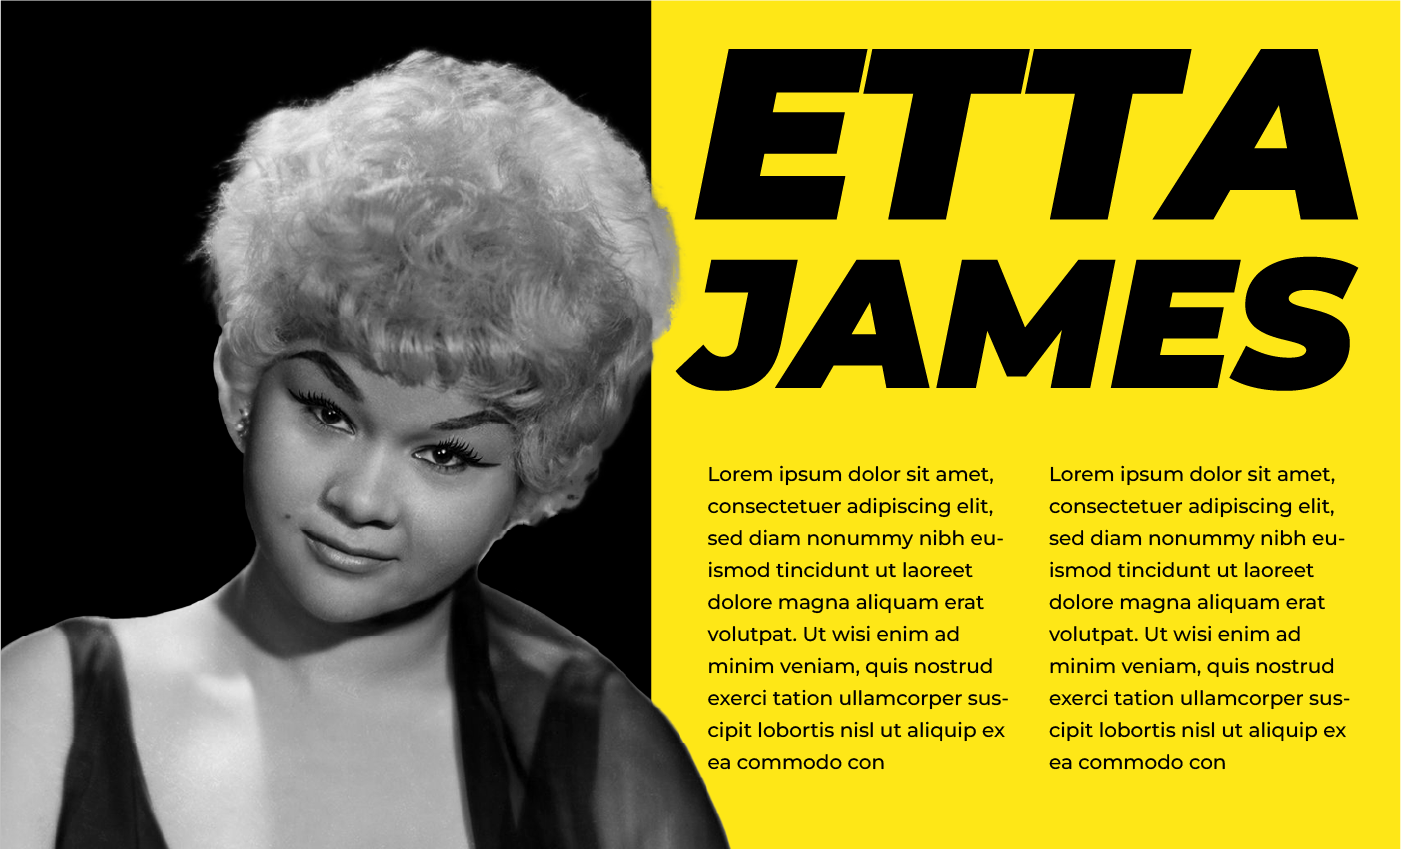 ETTA
JAMES
Lorem ipsum dolor sit amet,
consectetuer adipiscing elit,
sed diam nonummy nibh eu-
ismod tincidunt ut laoreet
dolore magna aliquam erat
volutpat. Ut wisi enim ad
minim veniam, quis nostrud
exerci tation ullamcorper sus-
cipit lobortis nisl ut aliquip ex
ea commodo con
Lorem ipsum dolor sit amet,
consectetuer adipiscing elit,
sed diam nonummy nibh eu-
ismod tincidunt ut laoreet
dolore magna aliquam erat
volutpat. Ut wisi enim ad
minim veniam, quis nostrud
exerci tation ullamcorper sus-
cipit lobortis nisl ut aliquip ex
ea commodo con